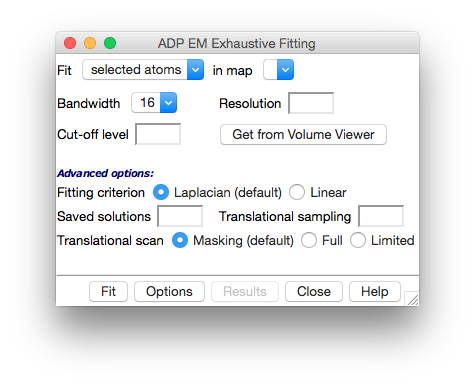 ADP EM Exhaustive Fitting
Fit selected atoms in map
Bandwidth 16 Resolution
Cut-off level Get from Volume Viewer
Advanced options:
Fitting criterion Laplacian (default) Linear
Saved solutions Translational sampling
Translational scan Masking (default) Full Limited
Fit Options Results Close Help